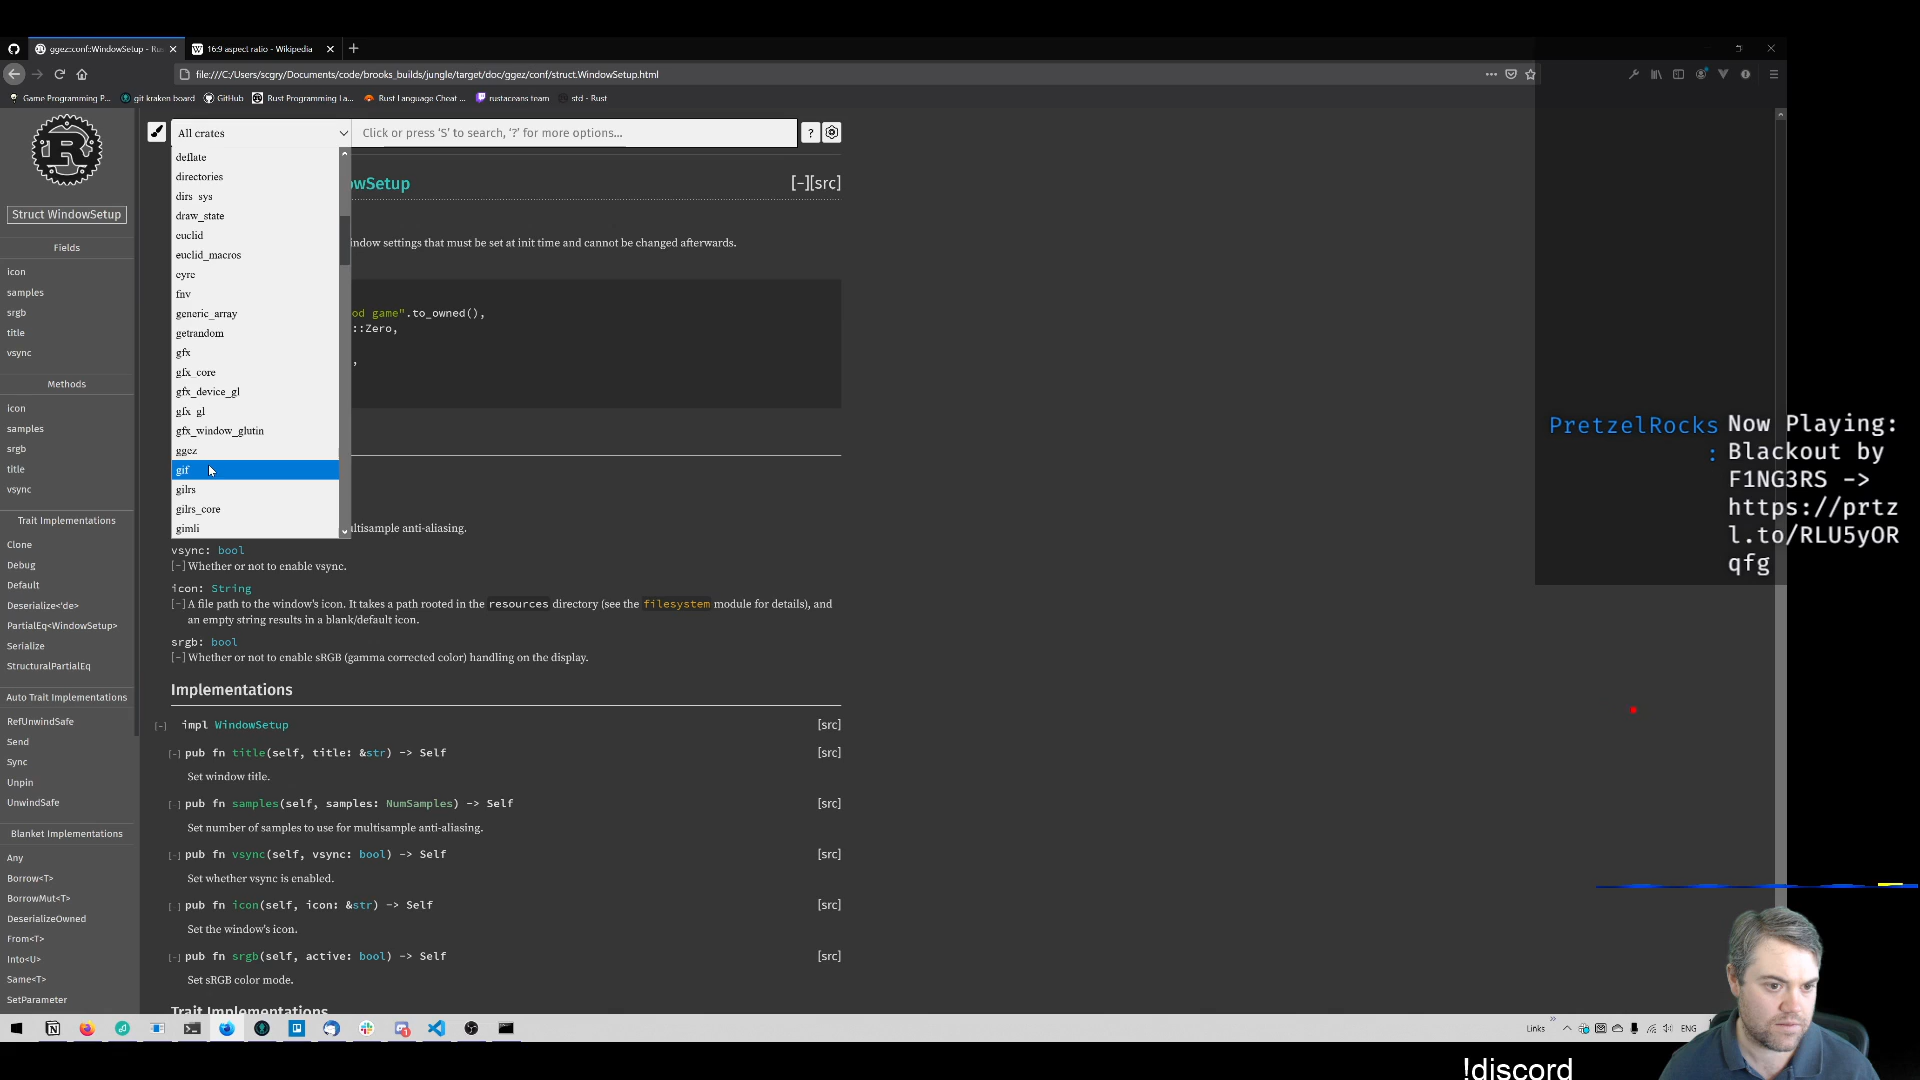 ggez::conf::WindowSetup - Rus
16:9 aspect ratio - Wikipedia
file:///C:/Users/scgry/Documents/code/brooks_builds/jungle/target/doc/ggez/conf/struct.WindowSetup.html
Game Programming P...
git kraken board
GitHub
Rust Programming La...
Rust Language Cheat ...
rustaceans team
std - Rust
All crates
Click or press ‘S’ to search, ‘?’ for more options...
?
deflate
directories
dirs_sys
draw_state
euclid
euclid_macros
eyre
fnv
generic_array
getrandom
gfx
gfx_core
gfx_device_gl
gfx_gl
gfx_window_glutin
ggez
gif
gilrs
gilrs_core
gimli
Struct WindowSetup
Fields
icon
samples
srgb
title
vsync
Methods
icon
samples
srgb
title
vsync
Trait Implementations
Clone
Debug
Default
Deserialize<'de>
PartialEq<WindowSetup>
Serialize
StructuralPartialEq
Auto Trait Implementations
RefUnwindSafe
Send
Sync
Unpin
UnwindSafe
Blanket Implementations
Any
Borrow<T>
BorrowMut<T>
DeserializeOwned
From<T>
Into<U>
Same<T>
SetParameter
owSetup
[−][src]
indow settings that must be set at init time and cannot be changed afterwards.
od game".to_owned(),
::Zero,
,
ltisample anti-aliasing.
vsync: bool
[−] Whether or not to enable vsync.
icon: String
[−] A file path to the window's icon. It takes a path rooted in the resources directory (see the filesystem module for details), and
an empty string results in a blank/default icon.
srgb: bool
[−] Whether or not to enable sRGB (gamma corrected color) handling on the display.
Implementations
[−] impl WindowSetup [src]
[−] pub fn title(self, title: &str) -> Self [src]
Set window title.
[−] pub fn samples(self, samples: NumSamples) -> Self [src]
Set number of samples to use for multisample anti-aliasing.
[−] pub fn vsync(self, vsync: bool) -> Self [src]
Set whether vsync is enabled.
[−] pub fn icon(self, icon: &str) -> Self [src]
Set the window's icon.
[−] pub fn srgb(self, active: bool) -> Self [src]
Set sRGB color mode.
Trait Implementations
PretzelRocks
:
Now Playing:
Blackout by
F1NG3RS ->
https://prtz
l.to/RLU5yOR
qfg
Links
ENG
!discord